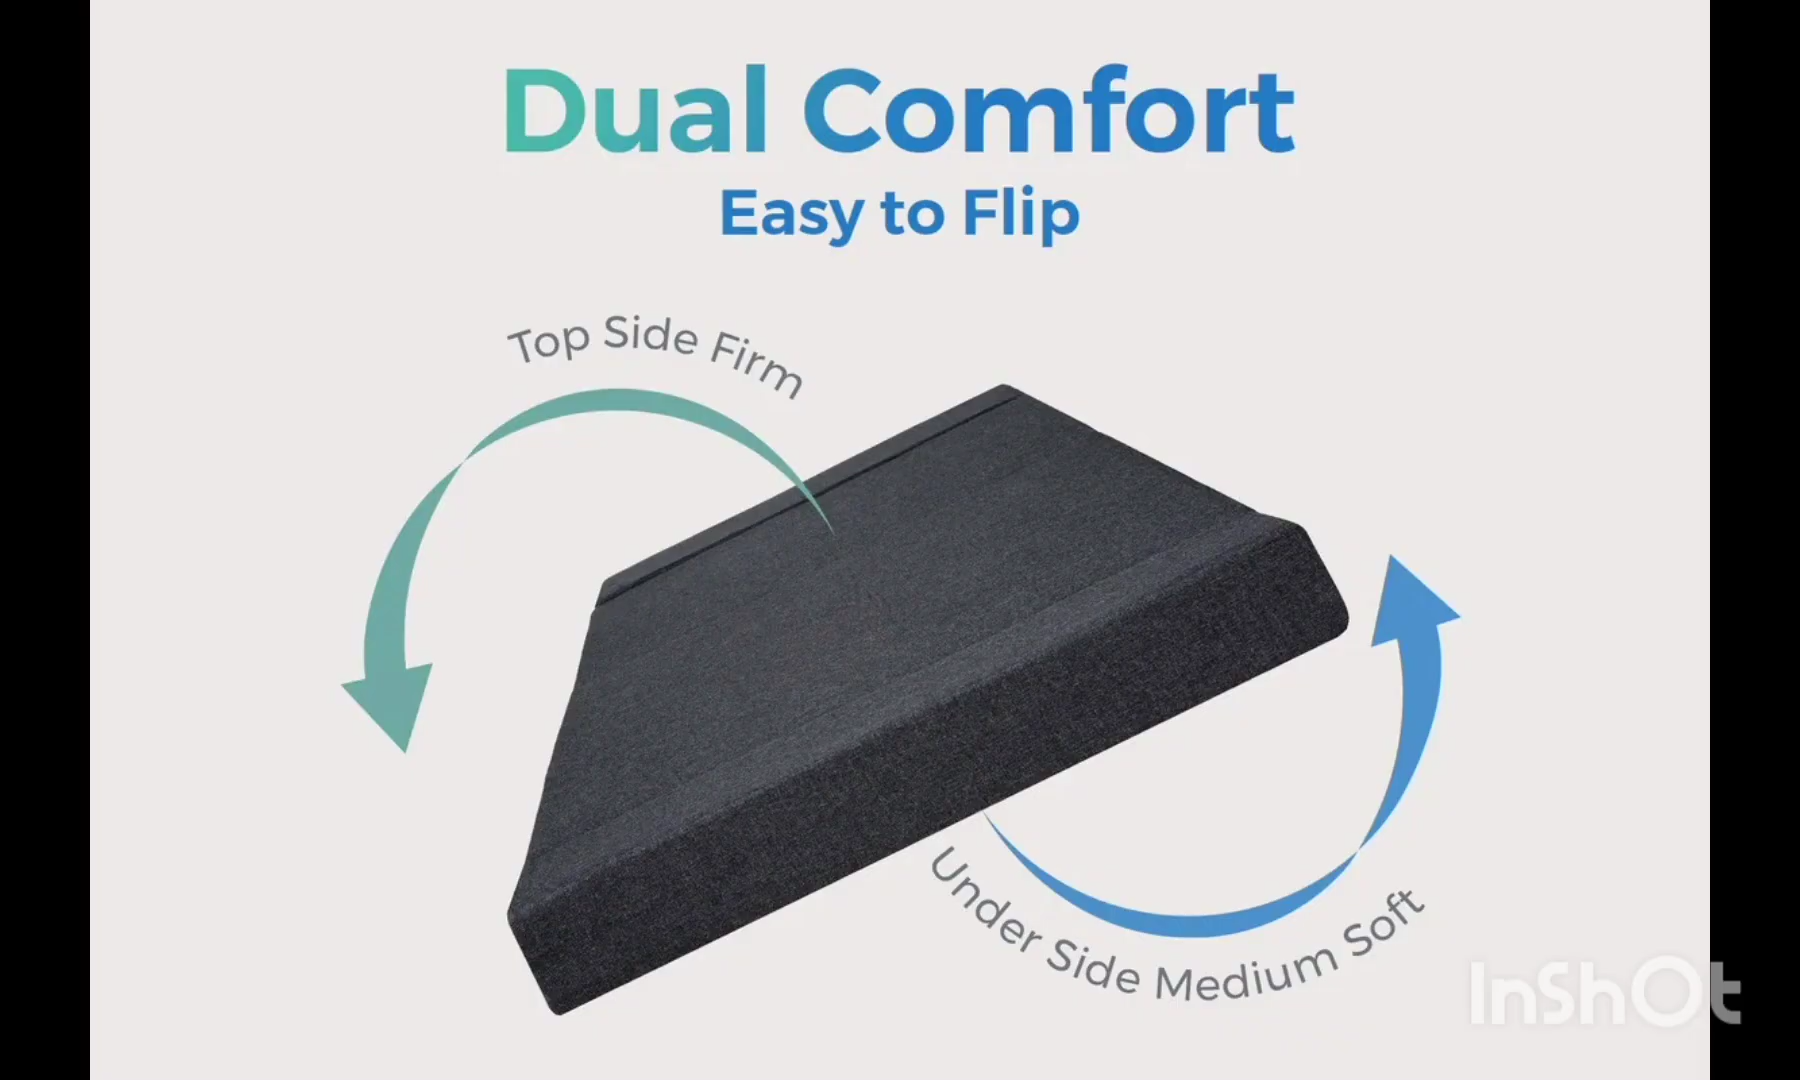 Dual Comfort
Easy to Flip
Top Side Firm
Under Side Medium Soft
InShOt